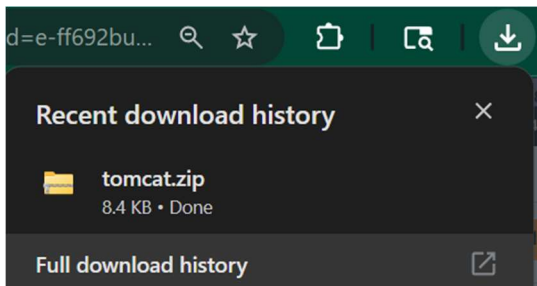 d=e-ff692bu...
Recent download history
tomcat.zip
8.4 KB • Done
Full download history